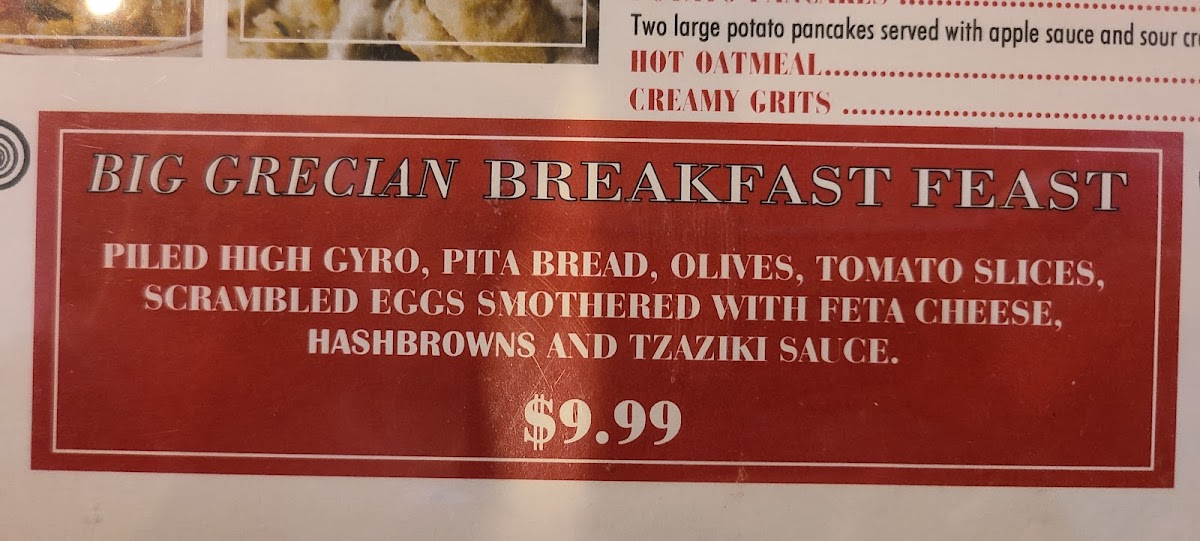 Two large potato pancakes served with apple sauce and sour
HOT OATMEAL
CREAMY GRITS
BIG GRECIAN BREAKFAST FEAST
PILED HIGH GYRO, PITA BREAD, OLIVES, TOMATO SLICES,
SCRAMBLED EGGS SMOTHERED WITH FETA CHEESE,
HASHBROWNS AND TZAZIKI SAUCE.
$9.99